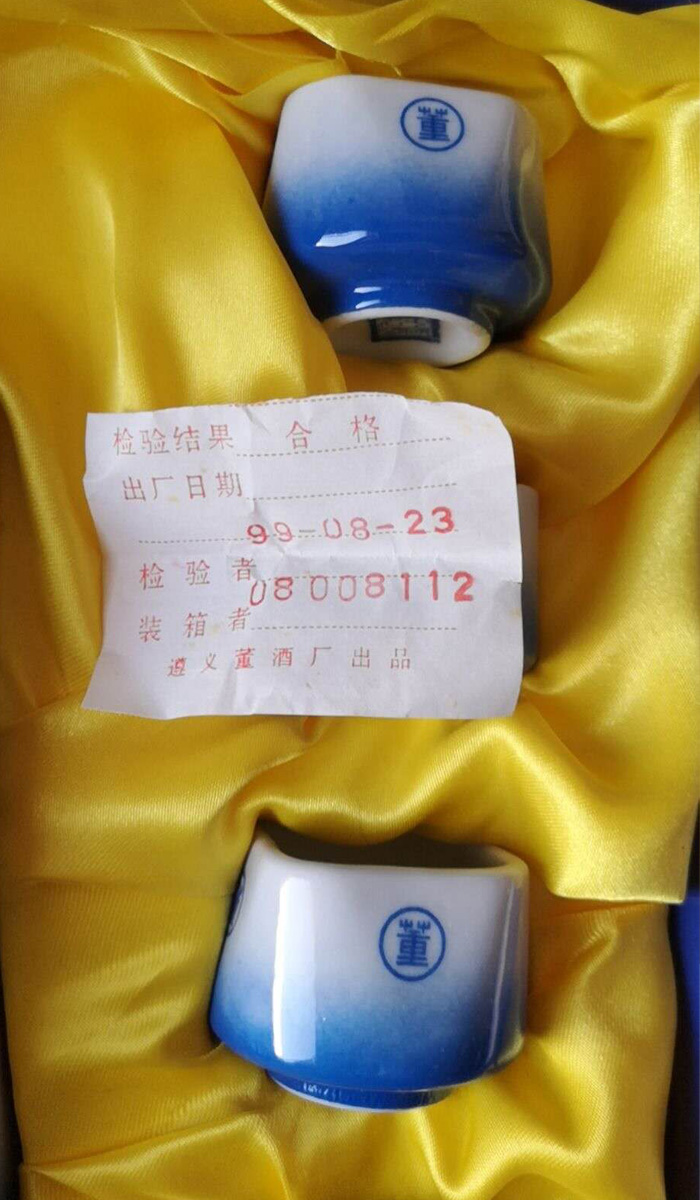 董
检验结果 合格
出厂日期
99-08-23
检验者
08008112
装箱者
遵义董酒厂出品
董